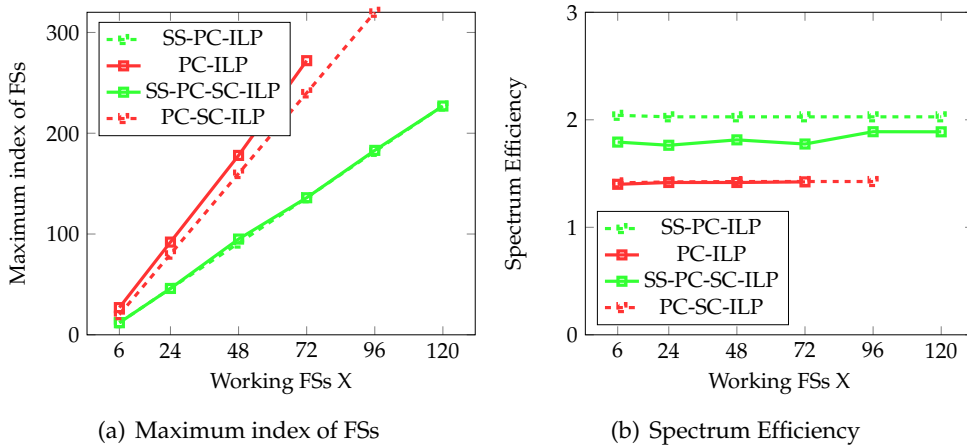 300
200
100
0
6
24
48
72
96
120
Maximum index of FSs
Working FSs X
SS-PC-ILP
PC-ILP
SS-PC-SC-ILP
PC-SC-ILP
(a) Maximum index of FSs
3
2
1
0
6
24
48
72
96
120
Spectrum Efficiency
Working FSs X
SS-PC-ILP
PC-ILP
SS-PC-SC-ILP
PC-SC-ILP
(b) Spectrum Efficiency